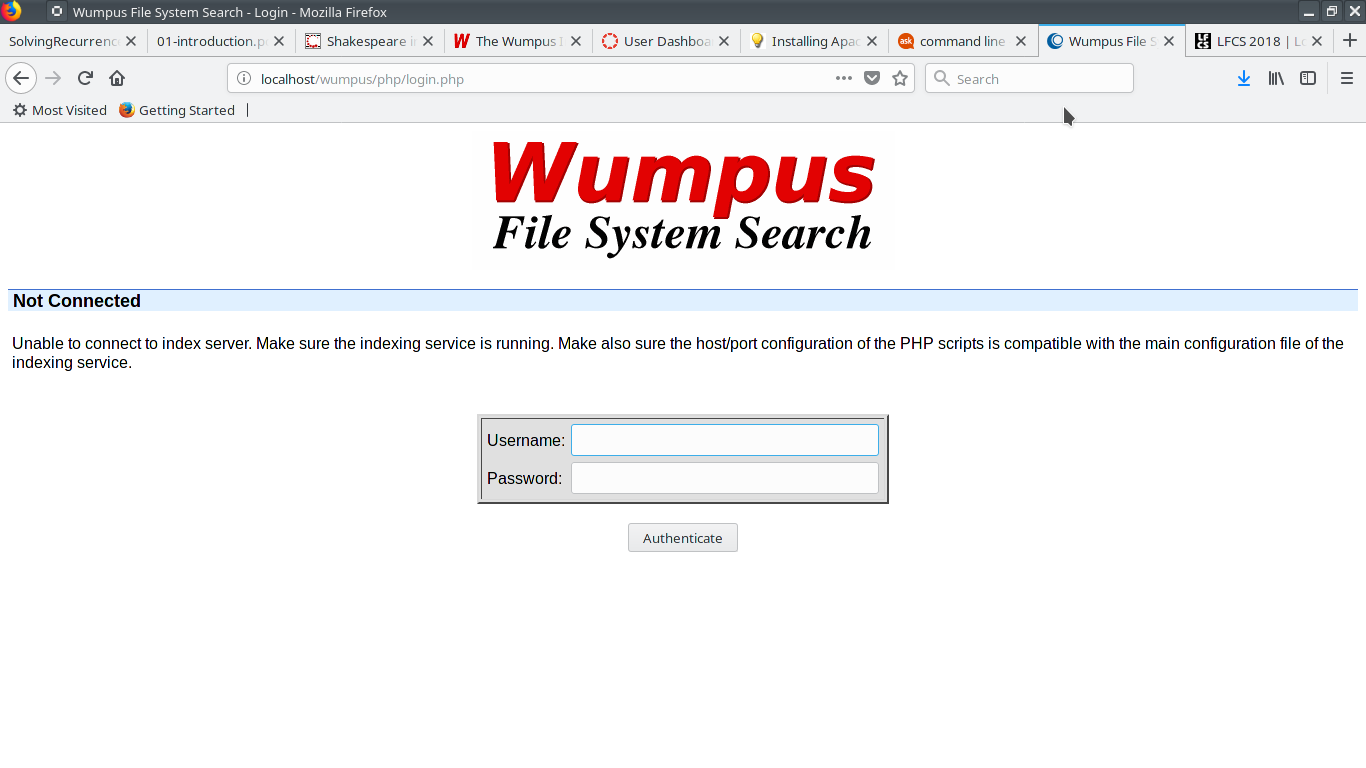 Wumpus File System Search - Login - Mozilla Firefox
SolvingRecurrenc 01-introduction.p Shakespeare i The Wumpus User Dashboa Installing Apac command line Wumpus File S LFCS 2018 | L
localhost/wumpus/php/login.php Search
Most Visited Getting Started
Wumpus
File System Search
Not Connected
Unable to connect to index server. Make sure the indexing service is running. Make also sure the host/port configuration of the PHP scripts is compatible with the main configuration file of the
indexing service.
Username:
Password:
Authenticate